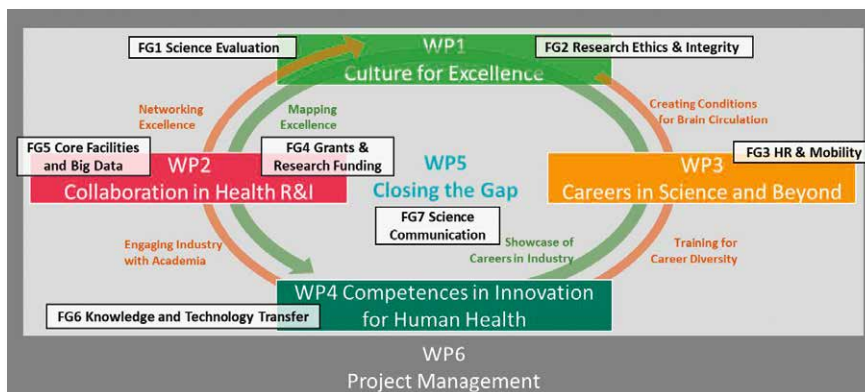 FG1 Science Evaluation
WP1
Culture for Excellence
FG2 Research Ethics & Integrity
Networking
Excellence
Mapping
Excellence
Creating Conditions
for Brain Circulation
FG5 Core Facilities
and Big Data
WP2
Collaboration in Health R&I
FG4 Grants &
Research Funding
WP5
Closing the Gap
FG7 Science
Communication
FG3 HR & Mobility
WP3
Careers in Science and Beyond
Engaging Industry
with Academia
Showcase of
Careers in Industry
Training for
Career Diversity
WP4 Competences in Innovation
for Human Health
FG6 Knowledge and Technology Transfer
WP6
Project Management